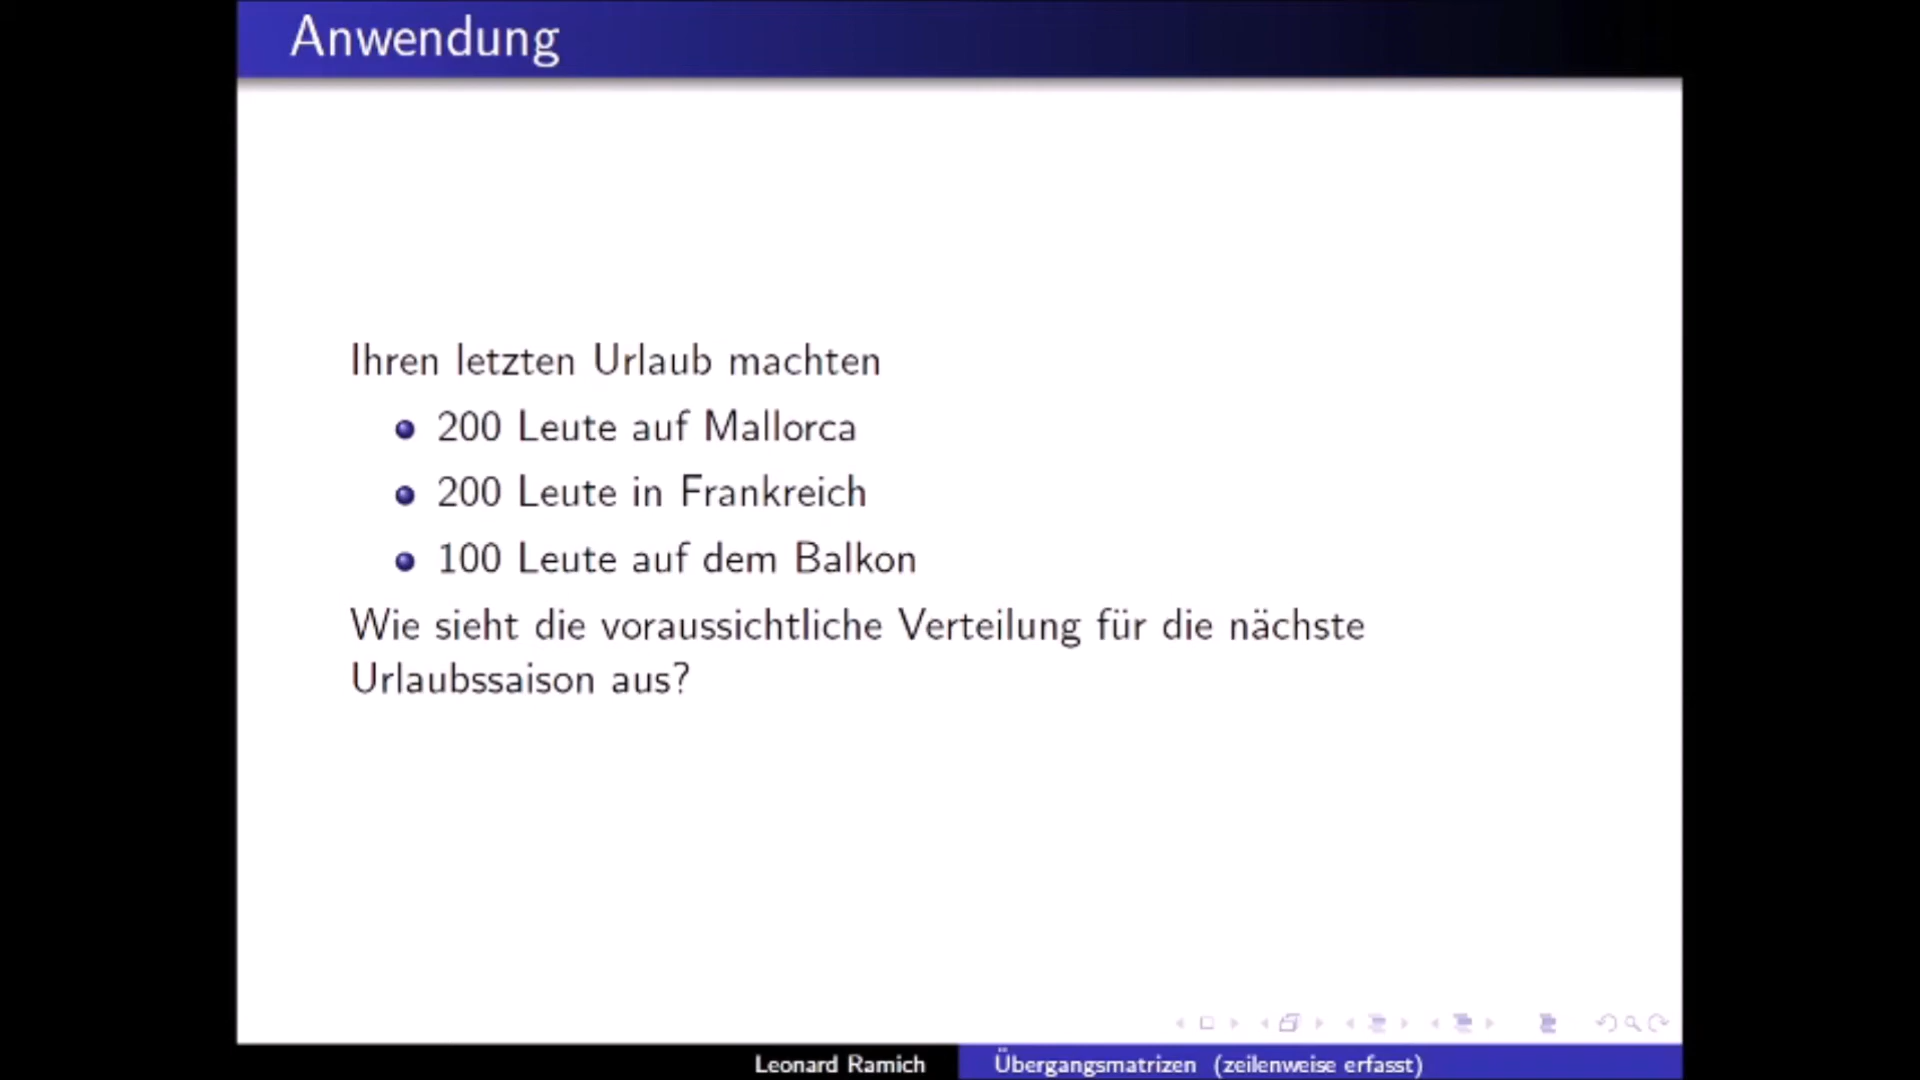 Anwendung
Ihren letzten Urlaub machten
200 Leute auf Mallorca
200 Leute in Frankreich
100 Leute auf dem Balkon
Wie sieht die voraussichtliche Verteilung für die nächste
Urlaubssaison aus?
Leonard Ramich
Übergangsmatrizen (zeilenweise erfasst)